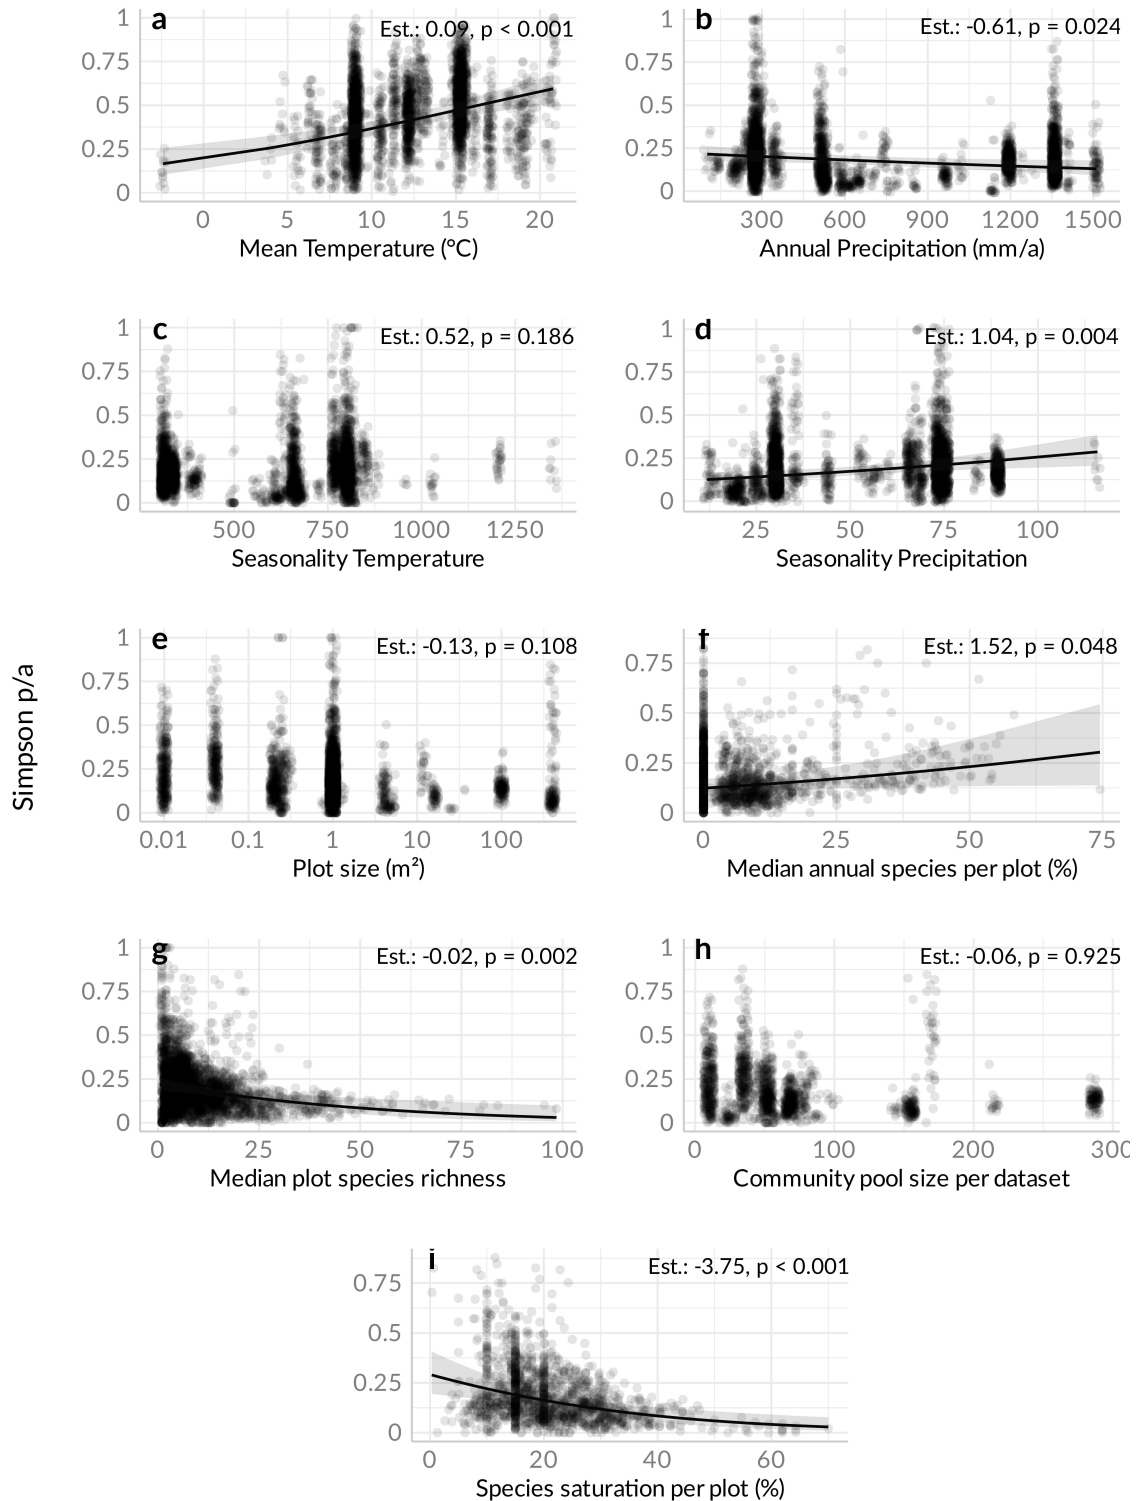 a
Est.: 0.09, p < 0.001
1
0.75
0.5
0.25
0
0 5 10 15 20
Mean Temperature (°C)
b
Est.: -0.61, p = 0.024
1
0.75
0.5
0.25
0
300 600 900 1200 1500
Annual Precipitation (mm/a)
c
Est.: 0.52, p = 0.186
1
0.75
0.5
0.25
0
500 750 1000 1250
Seasonality Temperature
d
Est.: 1.04, p = 0.004
1
0.75
0.5
0.25
0
25 50 75 100
Seasonality Precipitation
Simpson p/a
e
Est.: -0.13, p = 0.108
1
0.75
0.5
0.25
0
0.01 0.1 1 10 100
Plot size (m²)
f
Est.: 1.52, p = 0.048
0.75
0.5
0.25
0
0 25 50 75
Median annual species per plot (%)
g
Est.: -0.02, p = 0.002
1
0.75
0.5
0.25
0
0 25 50 75 100
Median plot species richness
h
Est.: -0.06, p = 0.925
1
0.75
0.5
0.25
0
0 100 200 300
Community pool size per dataset
i
Est.: -3.75, p < 0.001
0.75
0.5
0.25
0
0 20 40 60
Species saturation per plot (%)